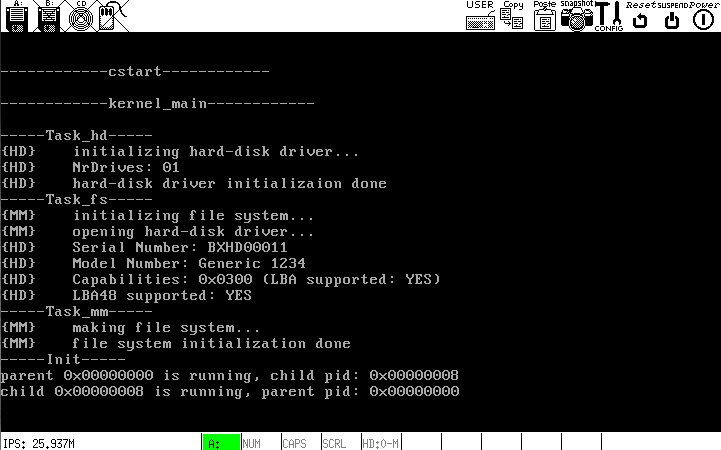 A: B: CD USER Copy Paste snapshot CONFIG Reset SUSPEND Power
------------cstart------------
------------kernel_main------------
-----Task_hd-----
{HD} initializing hard-disk driver...
{HD} NrDrives: 01
{HD} hard-disk driver initializaion done
-----Task_fs-----
{MM} initializing file system...
{MM} opening hard-disk driver...
{HD} Serial Number: BXHD00011
{HD} Model Number: Generic 1234
{HD} Capabilities: 0x0300 (LBA supported: YES)
{HD} LBA48 supported: YES
-----Task_mm-----
{MM} making file system...
{MM} file system initialization done
-----Init-----
parent 0x00000000 is running, child pid: 0x00000008
child 0x00000008 is running, parent pid: 0x00000000
IPS: 25,937M A: NUM CAPS SCRL HD:0-M